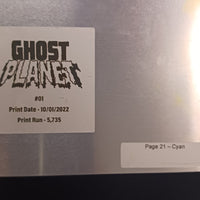 GHOST
PLANET
#01
Print Date - 10/01/2022
Print Run - 5,735
Page 21 – Cyan